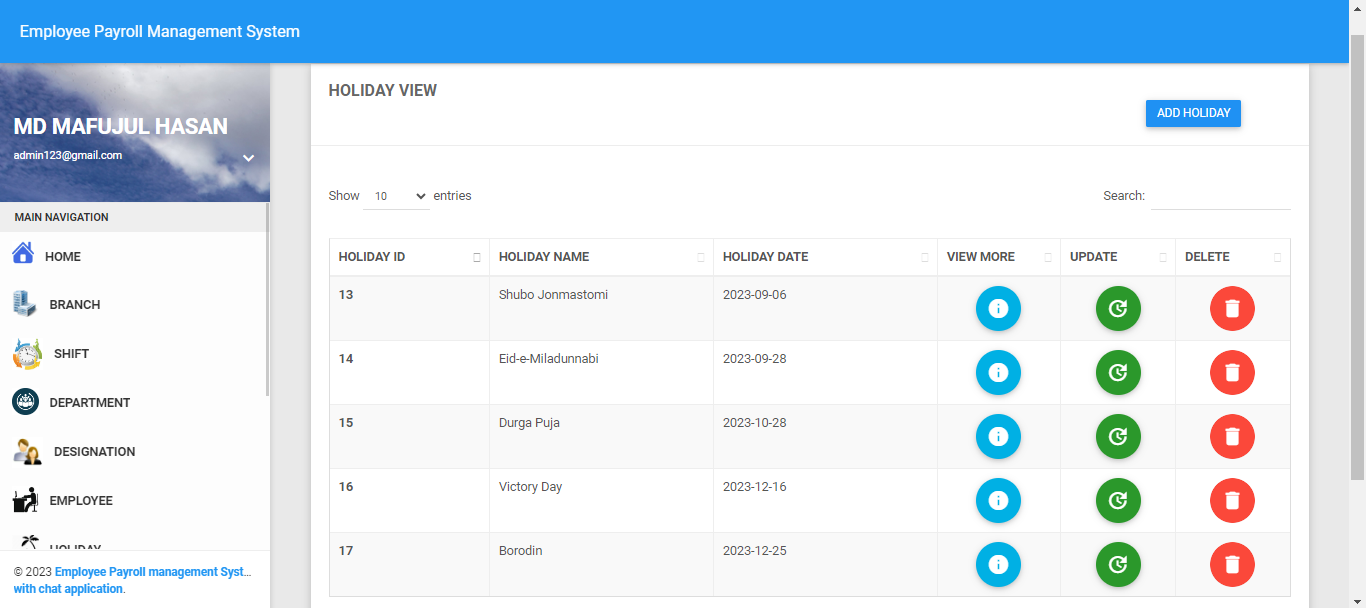 Employee Payroll Management System
MD MAFUJUL HASAN
admin123@gmail.com
MAIN NAVIGATION
HOME
BRANCH
SHIFT
DEPARTMENT
DESIGNATION
EMPLOYEE
HOLIDAY
© 2023 Employee Payroll management Syst...
with chat application.
HOLIDAY VIEW
ADD HOLIDAY
Show 10 entries
Search:
HOLIDAY ID HOLIDAY NAME HOLIDAY DATE VIEW MORE UPDATE DELETE
13 Shubo Jonmastomi 2023-09-06
14 Eid-e-Miladunnabi 2023-09-28
15 Durga Puja 2023-10-28
16 Victory Day 2023-12-16
17 Borodin 2023-12-25